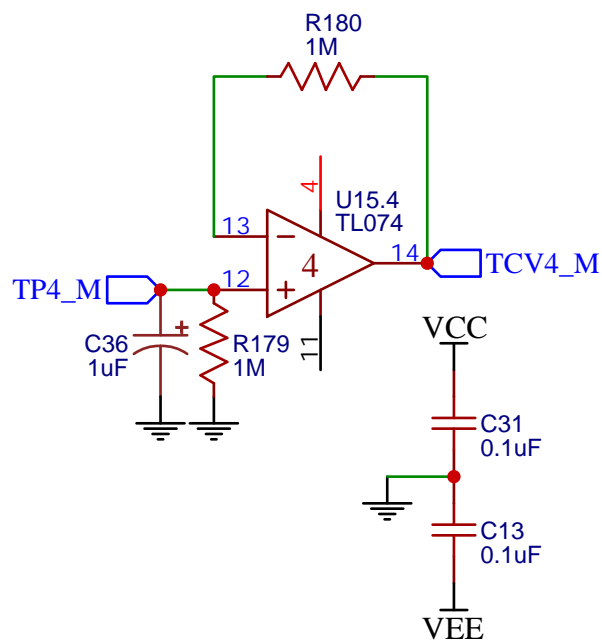 R180
1M
4
U15.4
TL074
13
14
TCV4_M
4
TP4_M
12
11
C36
1uF
R179
1M
VCC
C31
0.1uF
C13
0.1uF
VEE